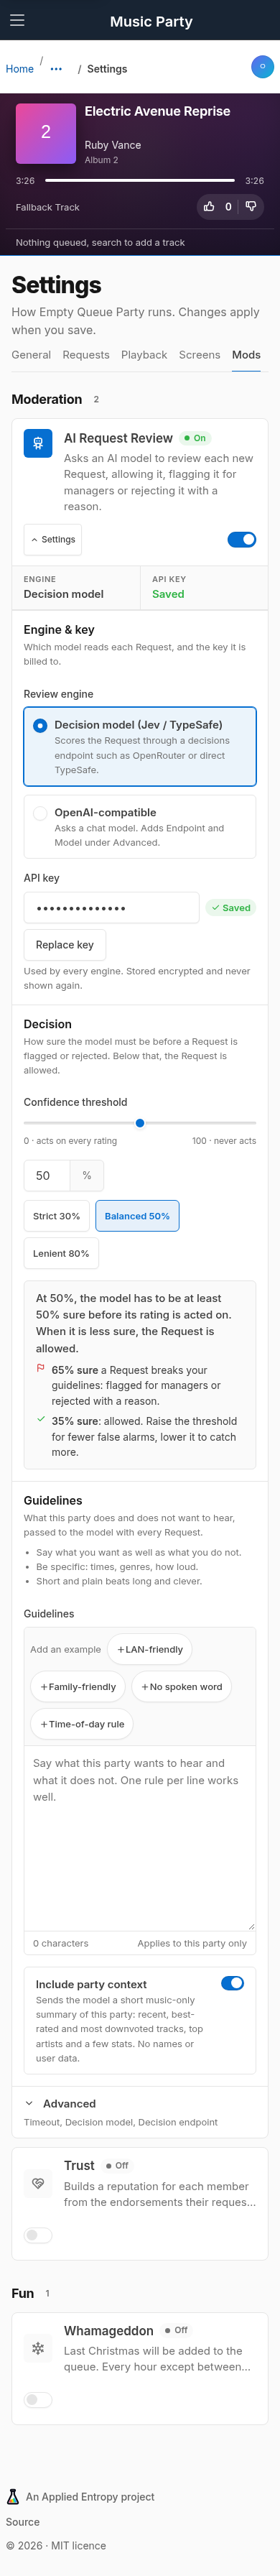 Music Party
Home / ··· / Settings
O
2
Electric Avenue Reprise
Ruby Vance
Album 2
3:26
3:26
Fallback Track
0
Nothing queued, search to add a track
Settings
How Empty Queue Party runs. Changes apply
when you save.
General Requests Playback Screens Mods
Moderation 2
AI Request Review On
Asks an AI model to review each new
Request, allowing it, flagging it for
managers or rejecting it with a
reason.
Settings
ENGINE
Decision model
API KEY
Saved
Engine & key
Which model reads each Request, and the key it is
billed to.
Review engine
Decision model (Jev / TypeSafe)
Scores the Request through a decisions
endpoint such as OpenRouter or direct
TypeSafe.
OpenAI-compatible
Asks a chat model. Adds Endpoint and
Model under Advanced.
API key
••••••••••••••
Saved
Replace key
Used by every engine. Stored encrypted and never
shown again.
Decision
How sure the model must be before a Request is
flagged or rejected. Below that, the Request is
allowed.
Confidence threshold
0 · acts on every rating
100 · never acts
50 %
Strict 30% Balanced 50%
Lenient 80%
At 50%, the model has to be at least
50% sure before its rating is acted on.
When it is less sure, the Request is
allowed.
65% sure a Request breaks your
guidelines: flagged for managers or
rejected with a reason.
35% sure: allowed. Raise the threshold
for fewer false alarms, lower it to catch
more.
Guidelines
What this party does and does not want to hear,
passed to the model with every Request.
• Say what you want as well as what you do not.
• Be specific: times, genres, how loud.
• Short and plain beats long and clever.
Guidelines
Add example +LAN-friendly
+Family-friendly +No spoken word
+Time-of-day rule
Say what this party wants to hear and
what it does not. One rule per line works
well.
0 characters
Applies to this party only
Include party context
Sends the model a short music-only
summary of this party: recent, best-
rated and most downvoted tracks, top
artists and a few stats. No names or
user data.
Advanced
Timeout, Decision model, Decision endpoint
Trust Off
Builds a reputation for each member
from the endorsements their reques...
Fun 1
Whamageddon Off
Last Christmas will be added to the
queue. Every hour except between...
An Applied Entropy project
Source
© 2026 · MIT licence